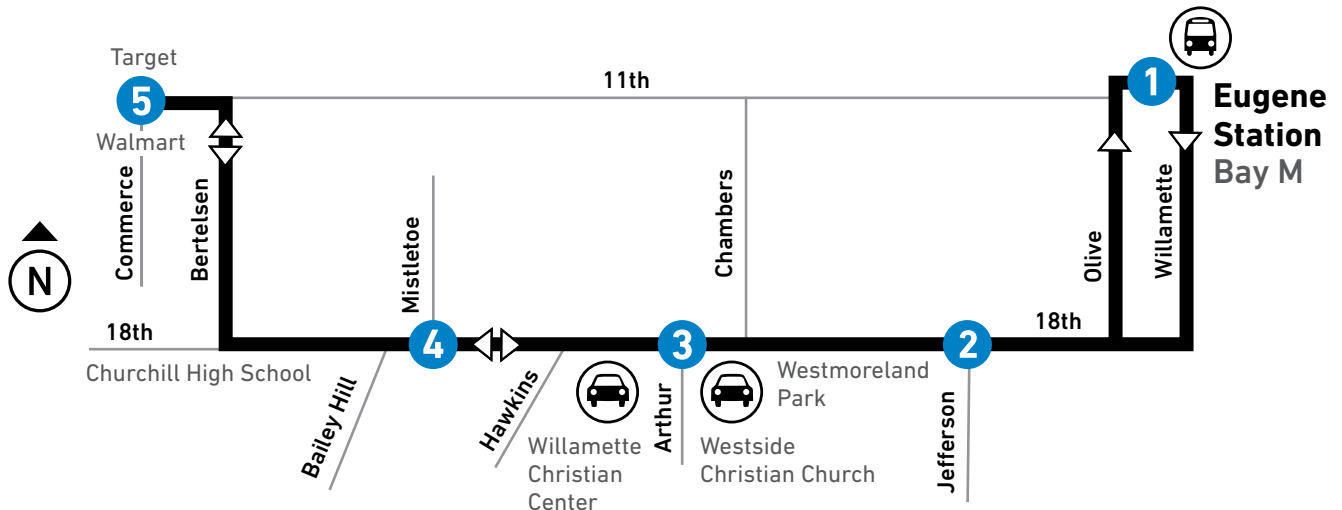 Target
5
Walmart
Commerce
Bertelsen
11th
1
Eugene
Station
Bay M
Chambers
Olive
Willamette
N
Mistletoe
18th
4
3
2
18th
Churchill High School
Bailey Hill
Hawkins
Willamette
Christian
Center
Arthur
Westside
Christian Church
Westmoreland
Park
Jefferson